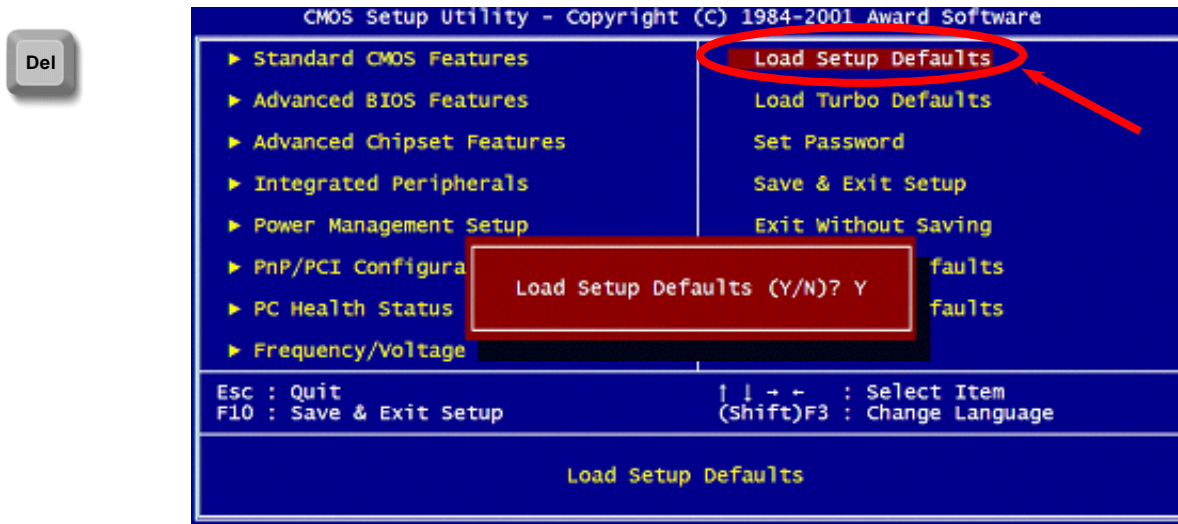 Del
CMOS Setup Utility - Copyright (C) 1984-2001 Award Software
► Standard CMOS Features
► Advanced BIOS Features
► Advanced Chipset Features
► Integrated Peripherals
► Power Management Setup
► PnP/PCI Configura
► PC Health Status
► Frequency/Voltage
Load Setup Defaults
Load Turbo Defaults
Set Password
Save & Exit Setup
Exit Without Saving
faults
faults
Load Setup Defaults (Y/N)? Y
Esc : Quit
F10 : Save & Exit Setup
↑ ↓ → ← : Select Item
(Shift)F3 : Change Language
Load Setup Defaults